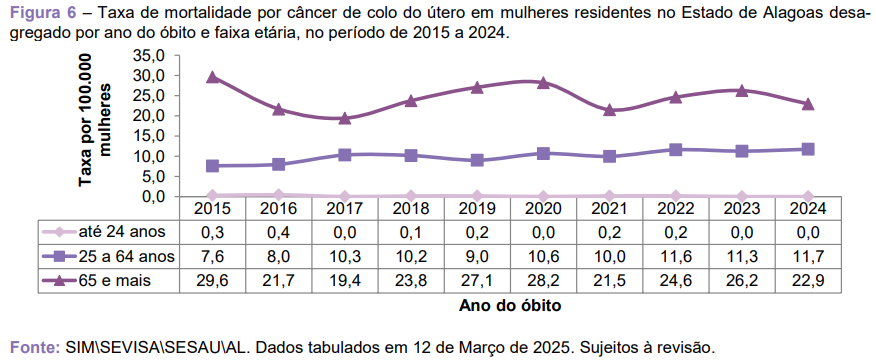 Figura 6 – Taxa de mortalidade por câncer de colo do útero em mulheres residentes no Estado de Alagoas desa-
gregado por ano do óbito e faixa etária, no período de 2015 a 2024.
Taxa por 100.000
mulheres
35,0
30,0
25,0
20,0
15,0
10,0
5,0
0,0
2015 2016 2017 2018 2019 2020 2021 2022 2023 2024
até 24 anos 0,3 0,4 0,0 0,1 0,2 0,0 0,2 0,2 0,0 0,0
25 a 64 anos 7,6 8,0 10,3 10,2 9,0 10,6 10,0 11,6 11,3 11,7
65 e mais 29,6 21,7 19,4 23,8 27,1 28,2 21,5 24,6 26,2 22,9
Ano do óbito
Fonte: SIM\SEVISA\SESAU\AL. Dados tabulados em 12 de Março de 2025. Sujeitos à revisão.